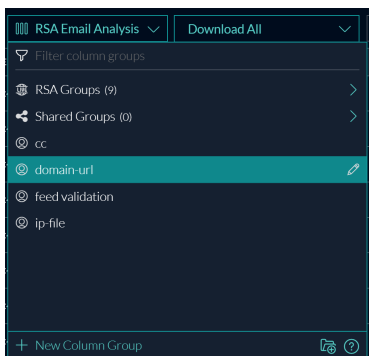 RSA Email Analysis
Download All
Filter column groups
RSA Groups (9)
Shared Groups (0)
cc
domain-url
feed validation
ip-file
New Column Group